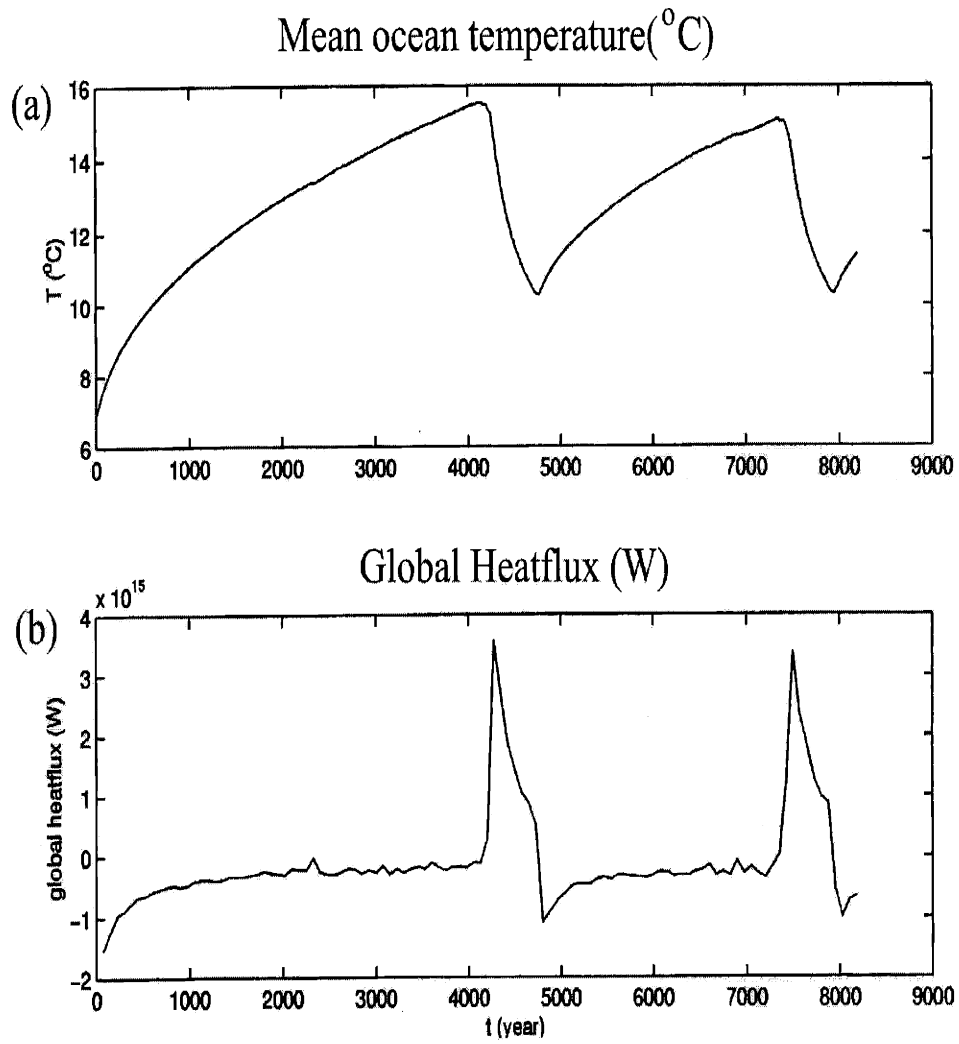 Mean ocean temperature(°C)
(a)
16
14
12
10
8
6
T (°C)
0 1000 2000 3000 4000 5000 6000 7000 8000 9000
Global Heatflux (W)
x 10^15
(b)
4
3
2
1
0
-1
-2
global heatflux (W)
0 1000 2000 3000 4000 5000 6000 7000 8000 9000
t (year)